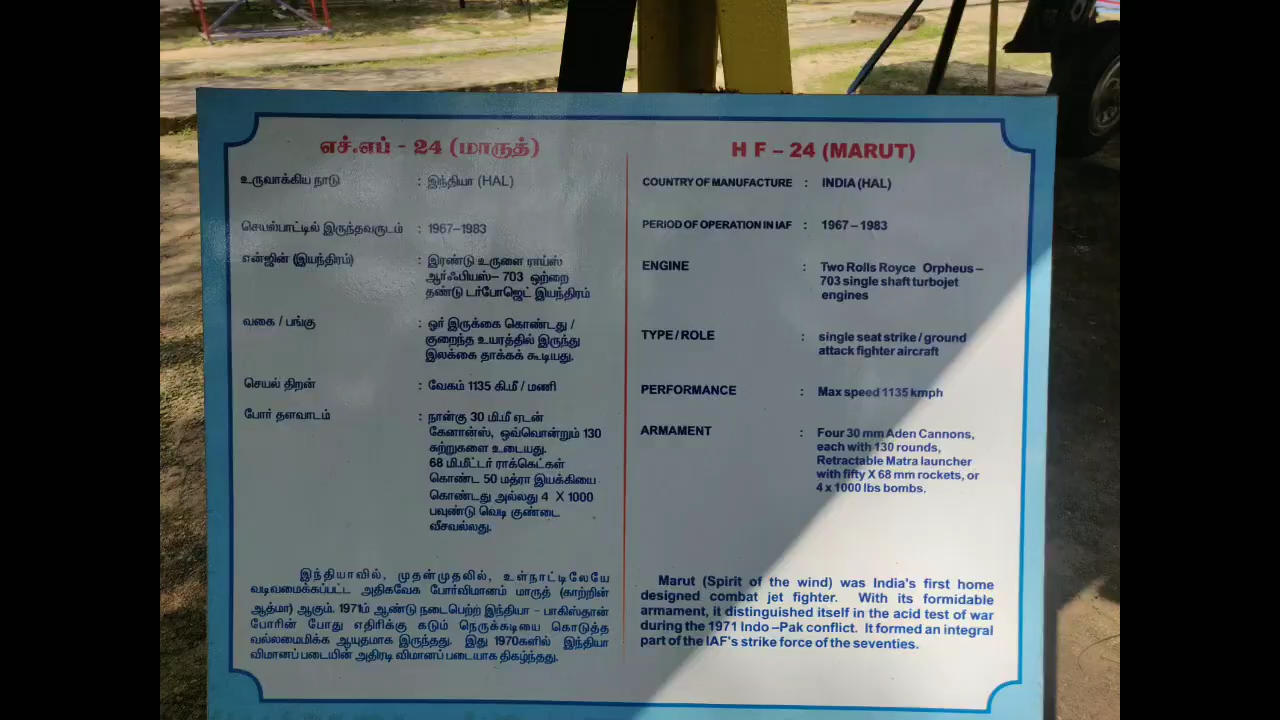 எச்.எப் - 24 (மாருத்)
உருவாக்கிய நாடு : இந்தியா (HAL)
செயல்பாட்டில் இருந்தவருடம் : 1967–1983
என்ஜின் (இயந்திரம்) : இரண்டு உருளை ராய்ஸ்
ஆர்ஃபியஸ்– 703 ஒற்றை
தண்டு டர்போஜெட் இயந்திரம்
வகை / பங்கு : ஓர் இருக்கை கொண்டது /
குறைந்த உயரத்தில் இருந்து
இலக்கை தாக்கக் கூடியது.
செயல் திறன் : வேகம் 1135 கி.மீ / மணி
போர் தளவாடம் : நான்கு 30 மி.மீ ஏடன்
கேனான்ஸ், ஒவ்வொன்றும் 130
சுற்றுகளை உடையது.
68 மி.மீட்டர் ராக்கெட்கள்
கொண்ட 50 மத்ரா இயக்கியை
கொண்டது அல்லது 4 X 1000
பவுண்டு வெடி குண்டை
வீசவல்லது.
இந்தியாவில், முதன்முதலில், உள்நாட்டிலேயே
வடிவமைக்கப்பட்ட அதிகவேக போர்விமானம் மாருத் (காற்றின்
ஆத்மா) ஆகும். 1971ம் ஆண்டு நடைபெற்ற இந்தியா – பாகிஸ்தான்
போரின் போது எதிரிக்கு கடும் நெருக்கடியை கொடுத்த
வல்லமைமிக்க ஆயுதமாக இருந்தது. இது 1970களில் இந்தியா
விமானப் படையின் அதிரடி விமானப் படையாக திகழ்ந்தது.
H F – 24 (MARUT)
COUNTRY OF MANUFACTURE : INDIA (HAL)
PERIOD OF OPERATION IN IAF : 1967 – 1983
ENGINE : Two Rolls Royce Orpheus –
703 single shaft turbojet
engines
TYPE / ROLE : single seat strike / ground
attack fighter aircraft
PERFORMANCE : Max speed 1135 kmph
ARMAMENT : Four 30 mm Aden Cannons,
each with 130 rounds,
Retractable Matra launcher
with fifty X 68 mm rockets, or
4 x 1000 lbs bombs.
Marut (Spirit of the wind) was India's first home
designed combat jet fighter. With its formidable
armament, it distinguished itself in the acid test of war
during the 1971 Indo –Pak conflict. It formed an integral
part of the IAF's strike force of the seventies.